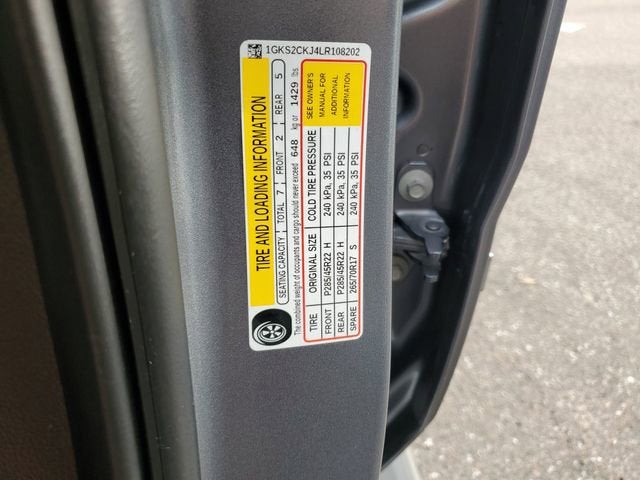 1GKS2CKJ4LR108202
TIRE AND LOADING INFORMATION
SEATING CAPACITY TOTAL 7 FRONT 2 REAR 5
The combined weight of occupants and cargo should never exceed 648 kg or 1429 lbs
TIRE ORIGINAL SIZE COLD TIRE PRESSURE
FRONT P285/45R22 H 240 kPa, 35 PSI
REAR P285/45R22 H 240 kPa, 35 PSI
SPARE 265/70R17 S 240 kPa, 35 PSI
SEE OWNER'S
MANUAL FOR
ADDITIONAL
INFORMATION